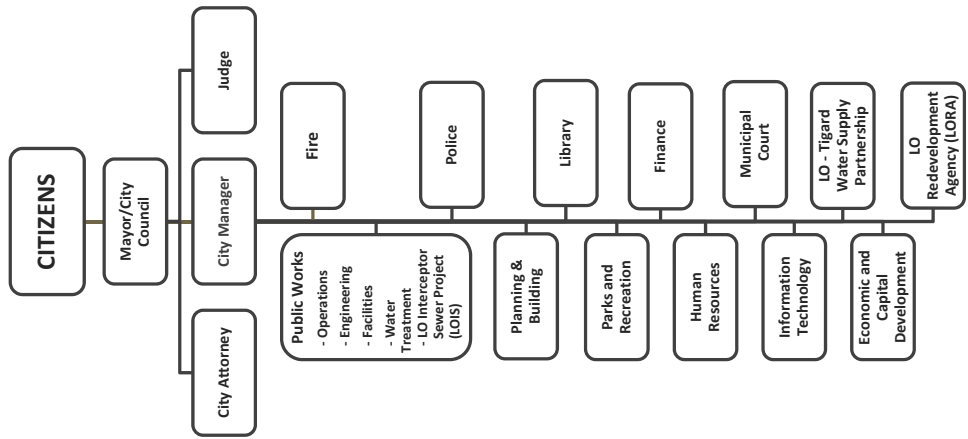 CITIZENS
Mayor/City
Council
City Attorney
City Manager
Judge
Public Works
- Operations
- Engineering
- Facilities
- Water
Treatment
- LO Interceptor
Sewer Project
(LOIS)
Fire
Police
Planning &
Building
Library
Parks and
Recreation
Finance
Human
Resources
Municipal
Court
Information
Technology
LO - Tigard
Water Supply
Partnership
Economic and
Capital
Development
LO
Redevelopment
Agency (LORA)